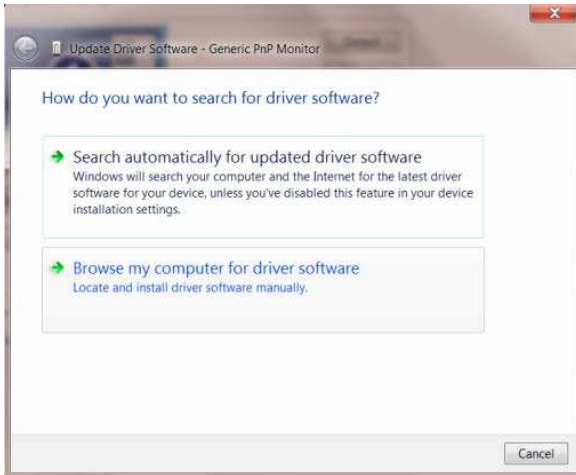 Update Driver Software - Generic PnP Monitor
How do you want to search for driver software?
Search automatically for updated driver software
Windows will search your computer and the Internet for the latest driver
software for your device, unless you've disabled this feature in your device
installation settings.
Browse my computer for driver software
Locate and install driver software manually.
Cancel